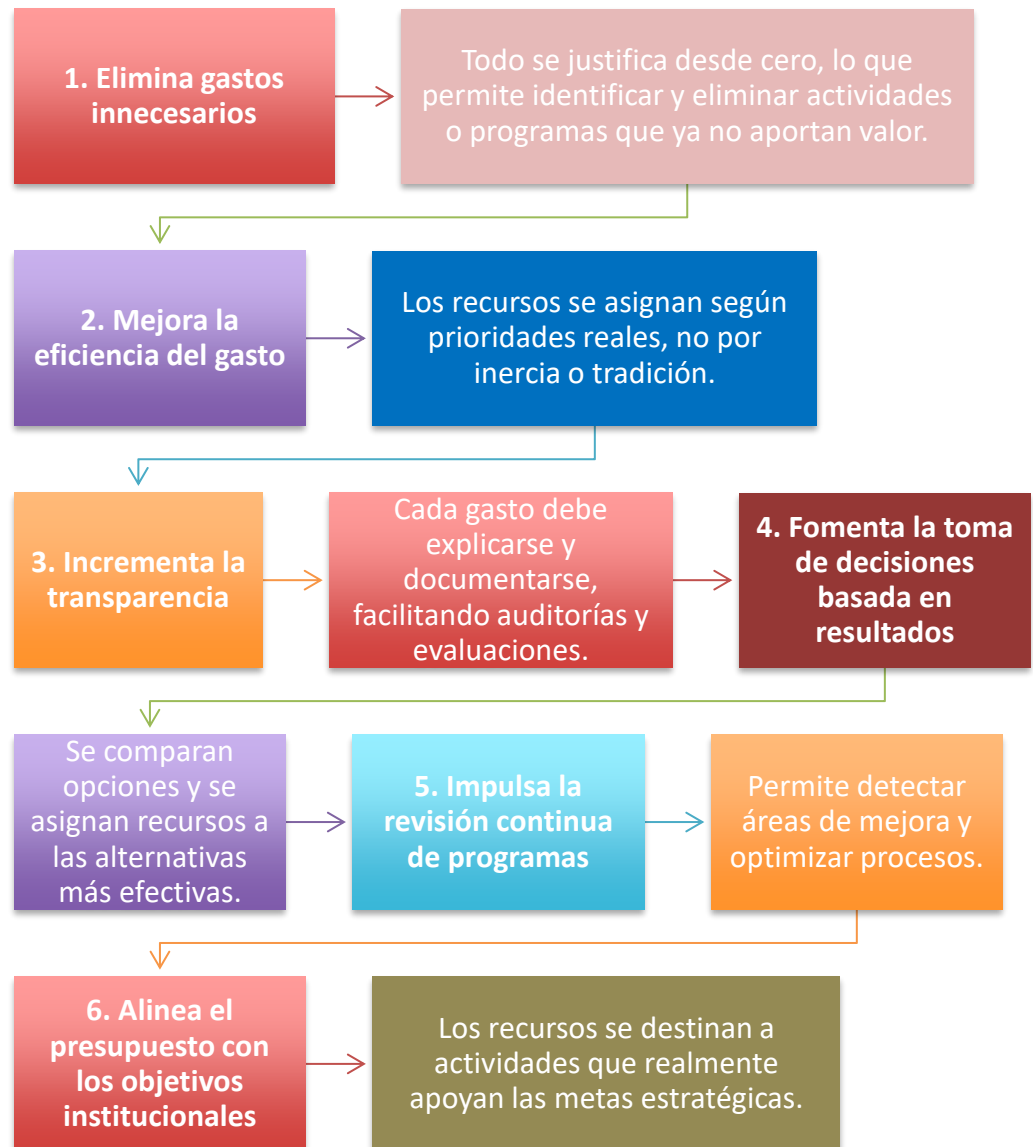 1. Elimina gastos
innecesarios
Todo se justifica desde cero, lo que
permite identificar y eliminar actividades
o programas que ya no aportan valor.
2. Mejora la
eficiencia del gasto
Los recursos se asignan según
prioridades reales, no por
inercia o tradición.
3. Incrementa la
transparencia
Cada gasto debe
explicarse y
documentarse,
facilitando auditorías y
evaluaciones.
4. Fomenta la toma
de decisiones
basada en
resultados
Se comparan
opciones y se
asignan recursos a
las alternativas
más efectivas.
5. Impulsa la
revisión continua
de programas
Permite detectar
áreas de mejora y
optimizar procesos.
6. Alinea el
presupuesto con
los objetivos
institucionales
Los recursos se destinan a
actividades que realmente
apoyan las metas estratégicas.